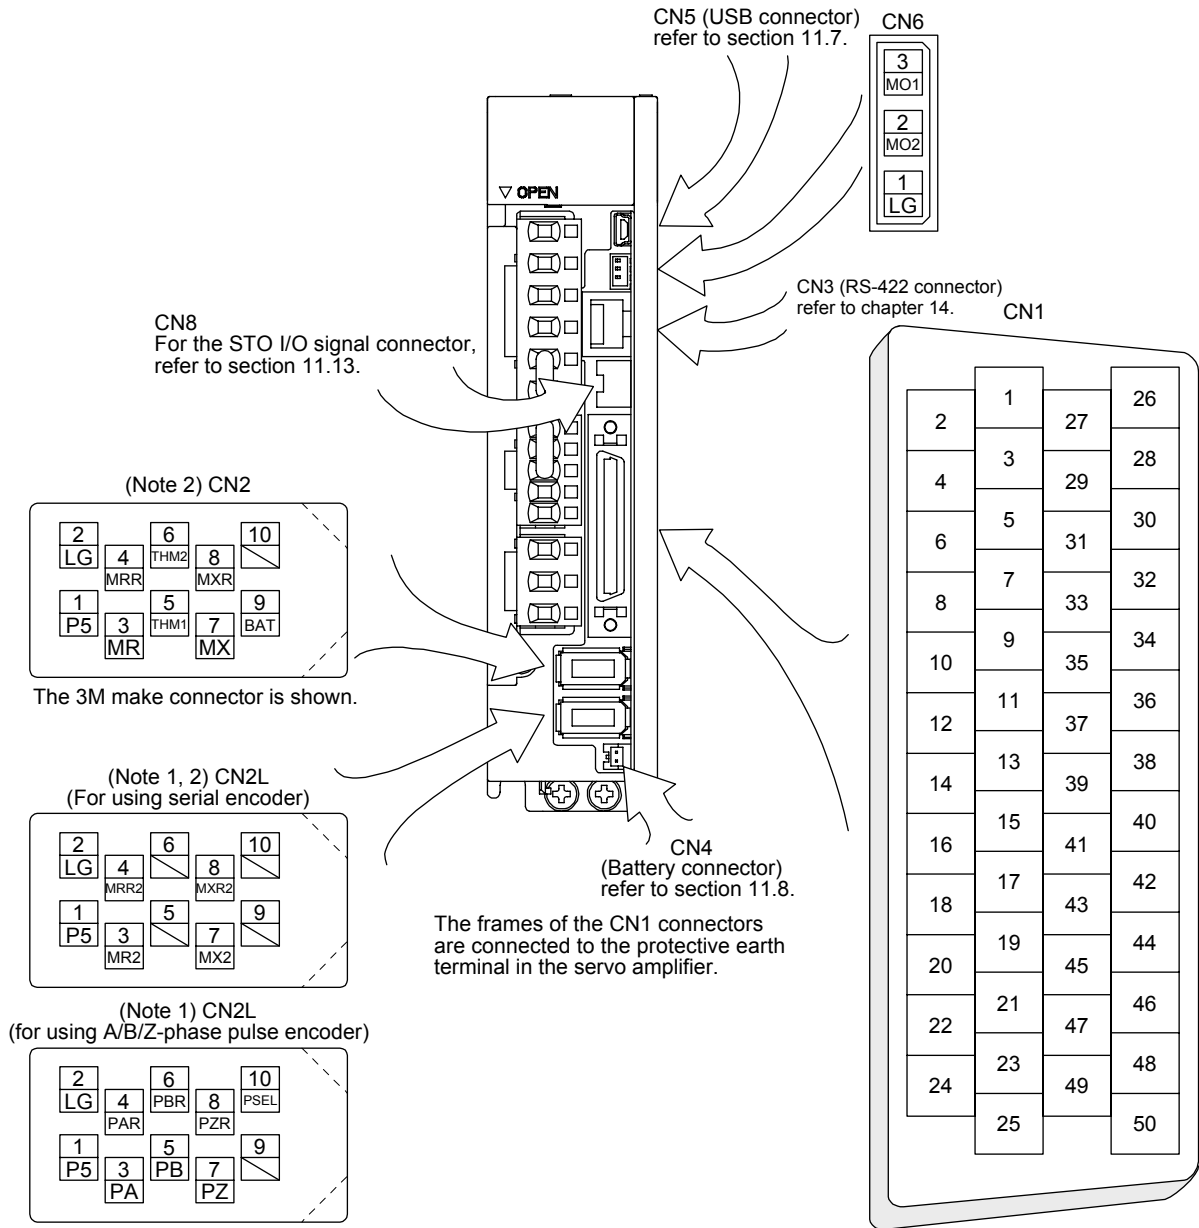 CN5 (USB connector)
refer to section 11.7.
CN6
3
MO1
2
MO2
1
LG
OPEN
CN3 (RS-422 connector)
refer to chapter 14.
CN8
For the STO I/O signal connector,
refer to section 11.13.
CN1
1
26
2
27
3
28
4
29
5
30
6
31
7
32
8
33
9
34
10
35
11
36
12
37
13
38
14
39
15
40
16
41
17
42
18
43
19
44
20
45
21
46
22
47
23
48
24
49
25
50
(Note 2) CN2
2
LG
4
MRR
6
THM2
8
MXR
10
1
P5
3
MR
5
THM1
7
MX
9
BAT
The 3M make connector is shown.
(Note 1, 2) CN2L
(For using serial encoder)
2
LG
4
MRR2
6
8
MXR2
10
1
P5
3
MR2
5
7
MX2
9
CN4
(Battery connector)
refer to section 11.8.
The frames of the CN1 connectors
are connected to the protective earth
terminal in the servo amplifier.
(Note 1) CN2L
(for using A/B/Z-phase pulse encoder)
2
LG
4
PAR
6
PBR
8
PZR
10
PSEL
1
P5
3
PA
5
PB
7
PZ
9